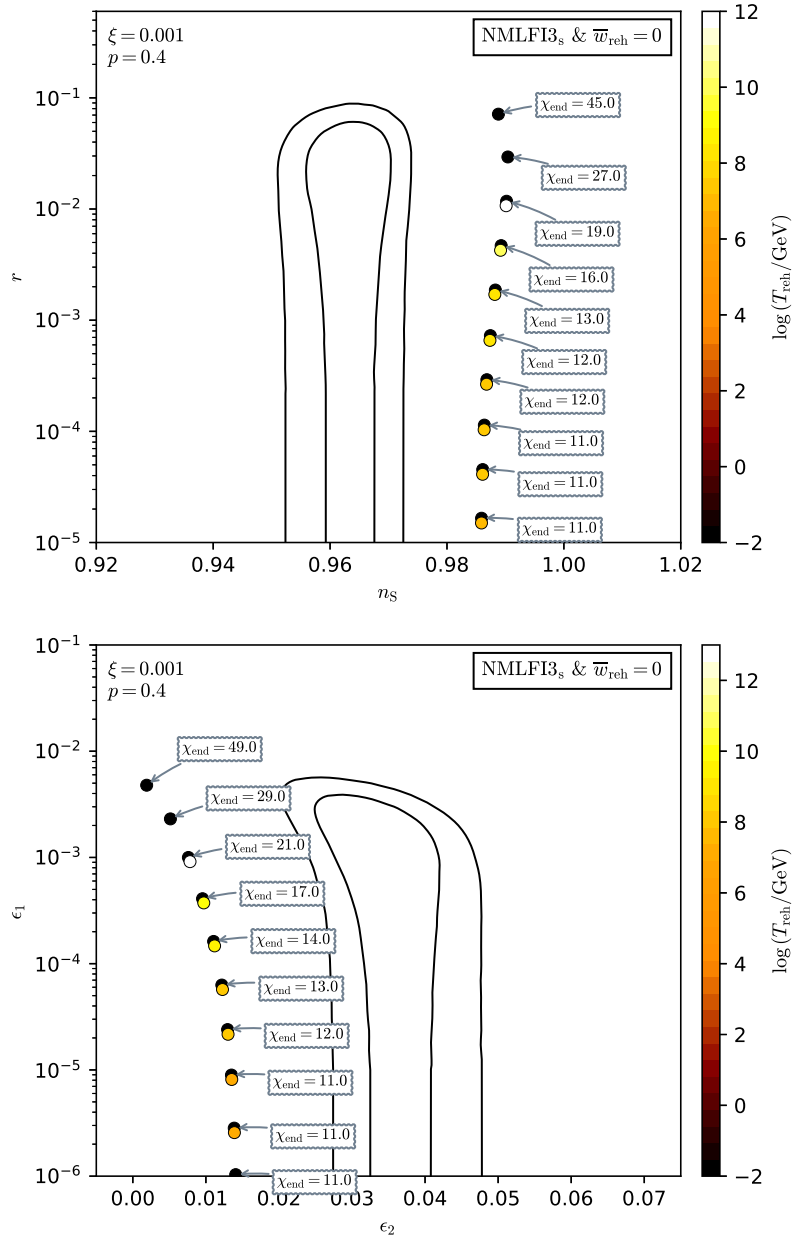 ξ = 0.001
p = 0.4
NMLFI3s & w̅reh = 0
χend = 45.0
χend = 27.0
χend = 19.0
χend = 16.0
χend = 13.0
χend = 12.0
χend = 12.0
χend = 11.0
χend = 11.0
χend = 11.0
10⁻¹
10⁻²
10⁻³
10⁻⁴
10⁻⁵
r
0.92 0.94 0.96 0.98 1.00 1.02
nS
12
10
8
6
4
2
0
−2
log (Treh/GeV)
ξ = 0.001
p = 0.4
NMLFI3s & w̅reh = 0
χend = 49.0
χend = 29.0
χend = 21.0
χend = 17.0
χend = 14.0
χend = 13.0
χend = 12.0
χend = 11.0
χend = 11.0
χend = 11.0
10⁻¹
10⁻²
10⁻³
10⁻⁴
10⁻⁵
10⁻⁶
ϵ1
0.00 0.01 0.02 0.03 0.04 0.05 0.06 0.07
ϵ2
12
10
8
6
4
2
0
−2
log (Treh/GeV)